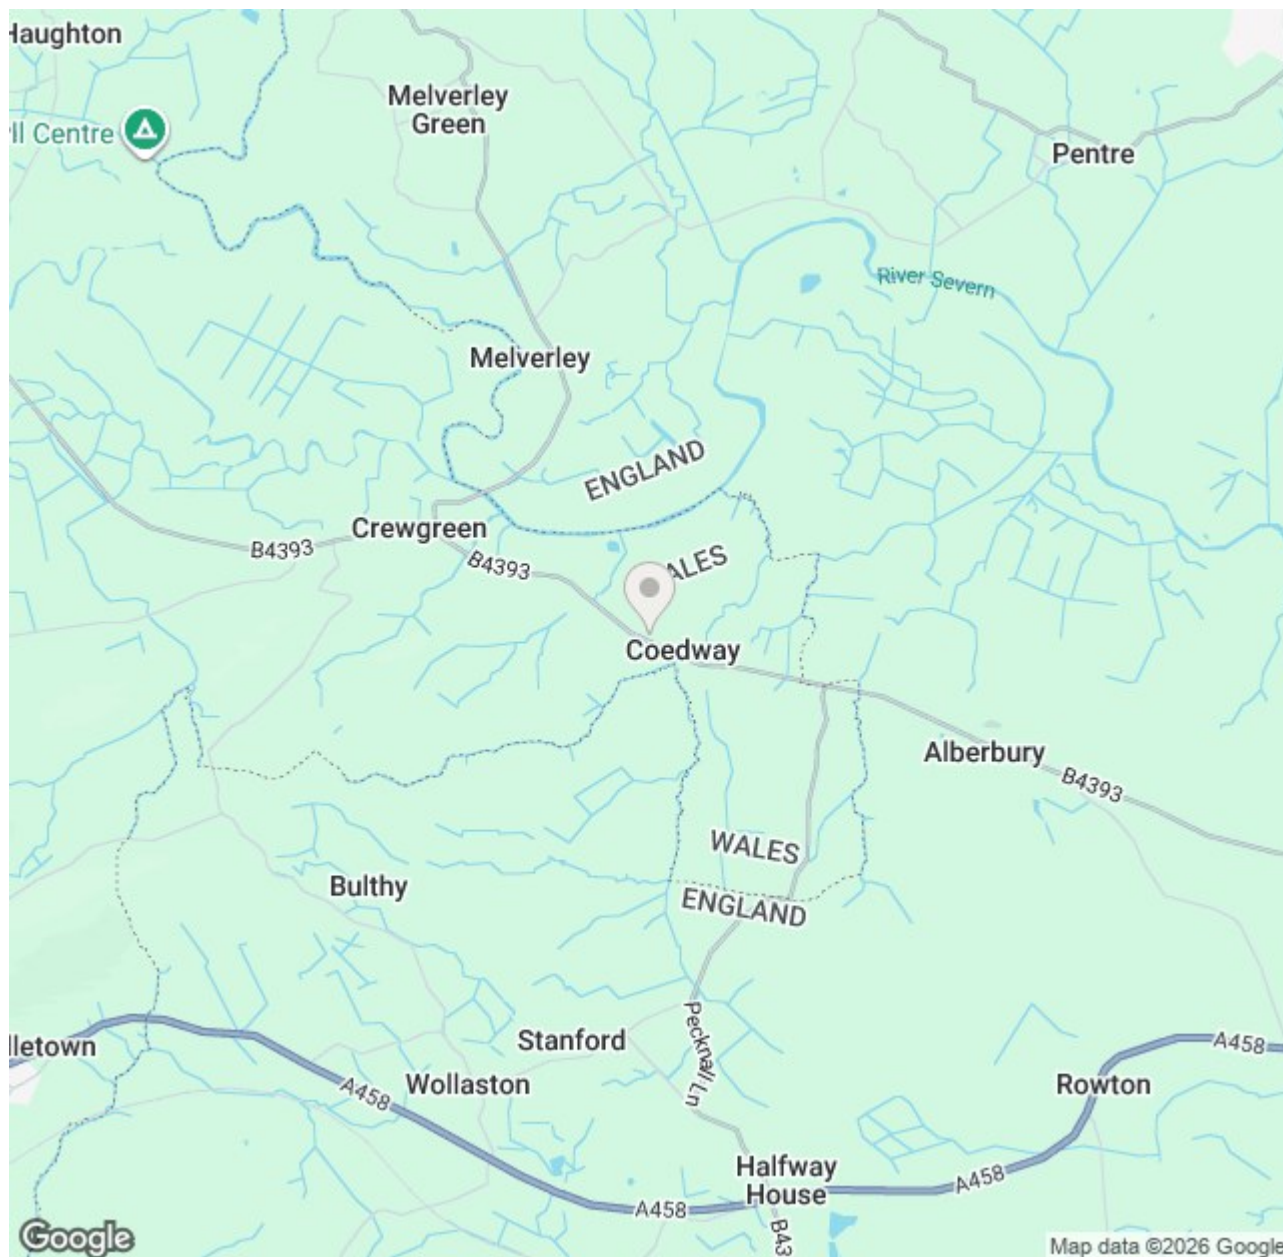 Haughton
Melverley
Green
ll Centre
Pentre
River Severn
Melverley
ENGLAND
Crewgreen
B4393
B4393
ALES
Coedway
Alberbury
B4393
WALES
Bulthy
ENGLAND
Stanford
Pecknall Ln
lletown
A458
Wollaston
A458
Rowton
Halfway
House
A458
A458
B43
Google
Map data ©2026 Google